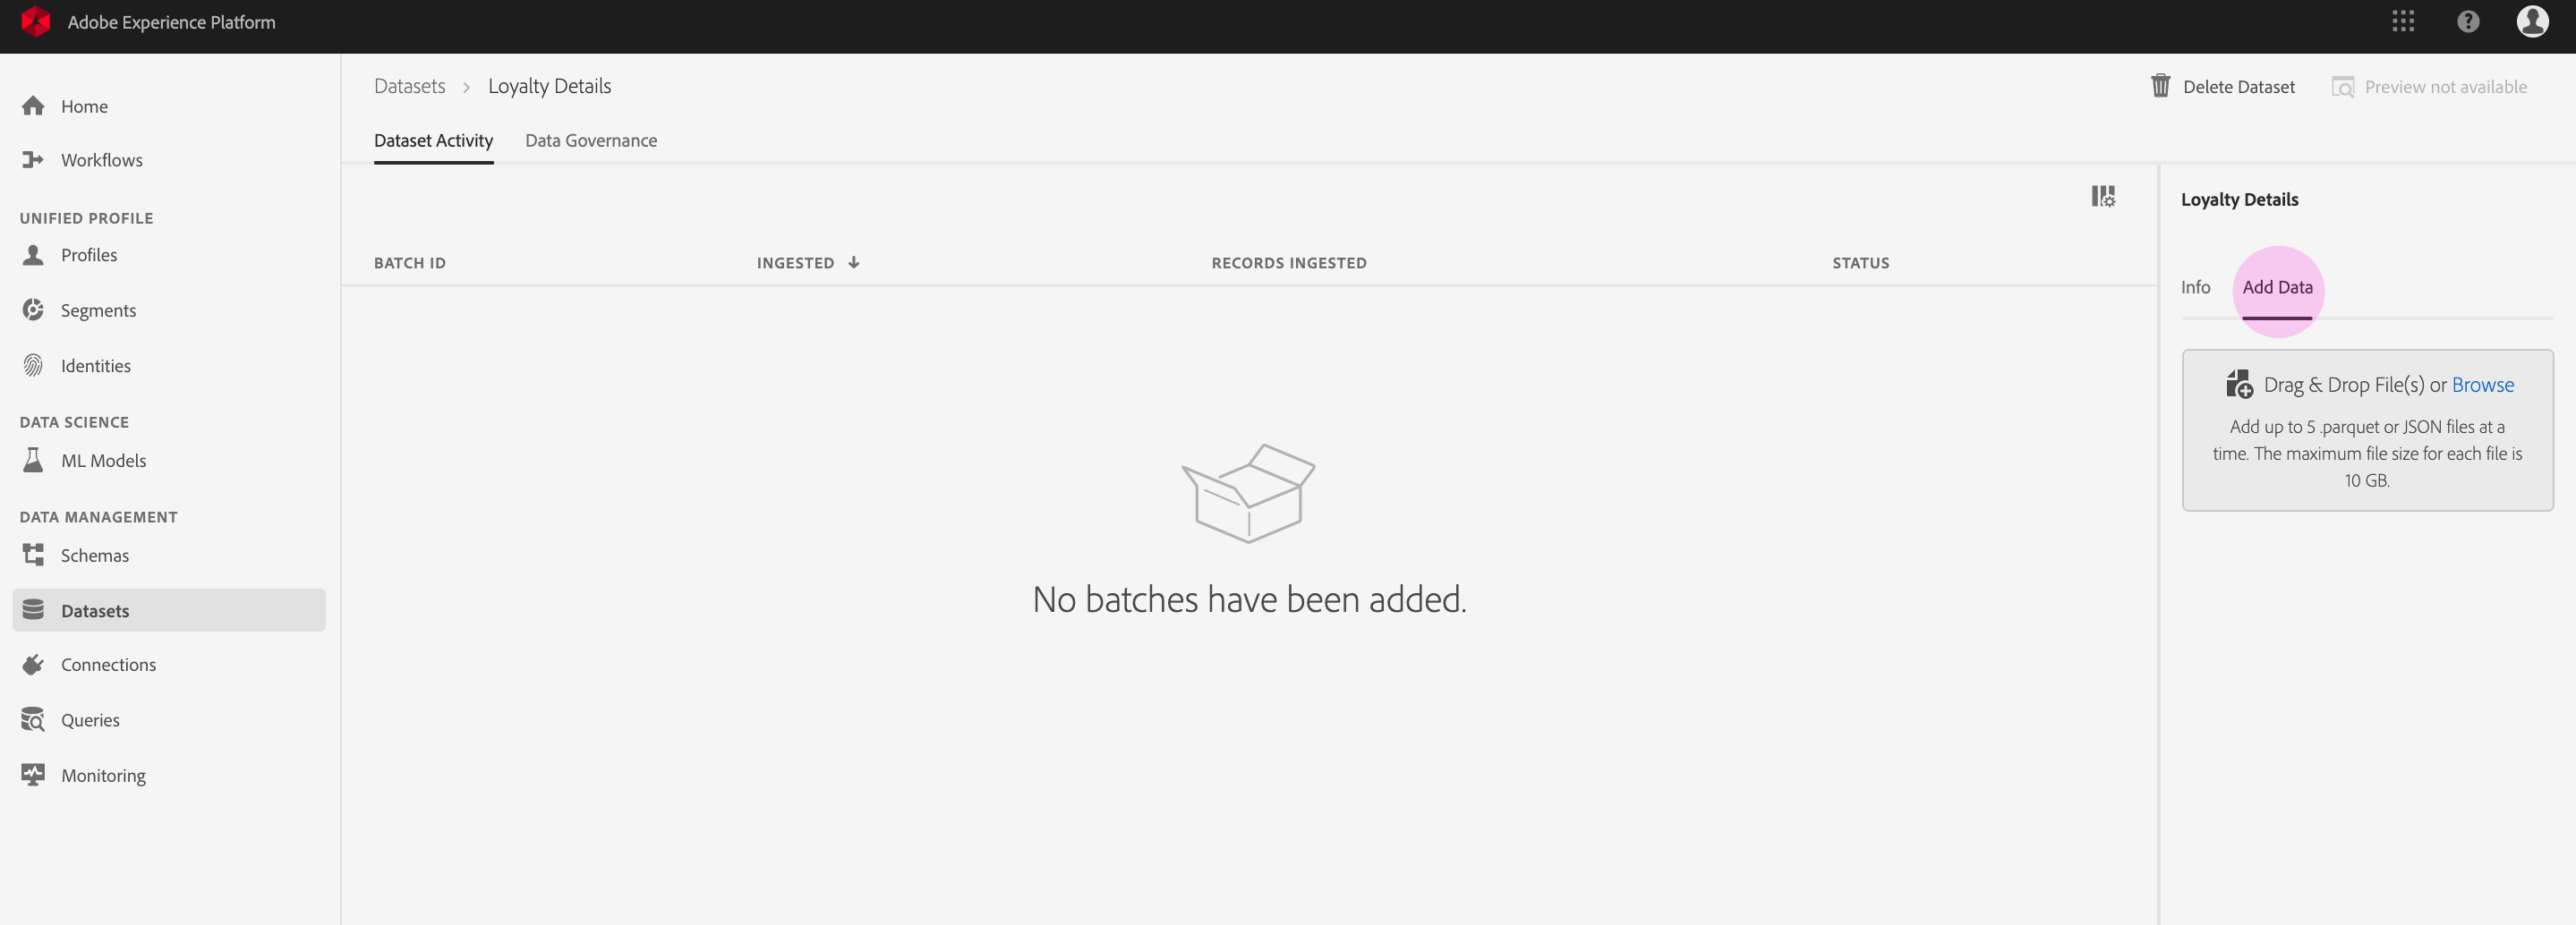 Adobe Experience Platform
Home
Workflows
UNIFIED PROFILE
Profiles
Segments
Identities
DATA SCIENCE
ML Models
DATA MANAGEMENT
Schemas
Datasets
Connections
Queries
Monitoring
Datasets > Loyalty Details
Delete Dataset
Preview not available
Dataset Activity
Data Governance
BATCH ID
INGESTED
RECORDS INGESTED
STATUS
No batches have been added.
Loyalty Details
Info
Add Data
Drag & Drop File(s) or Browse
Add up to 5 .parquet or JSON files at a
time. The maximum file size for each file is
10 GB.